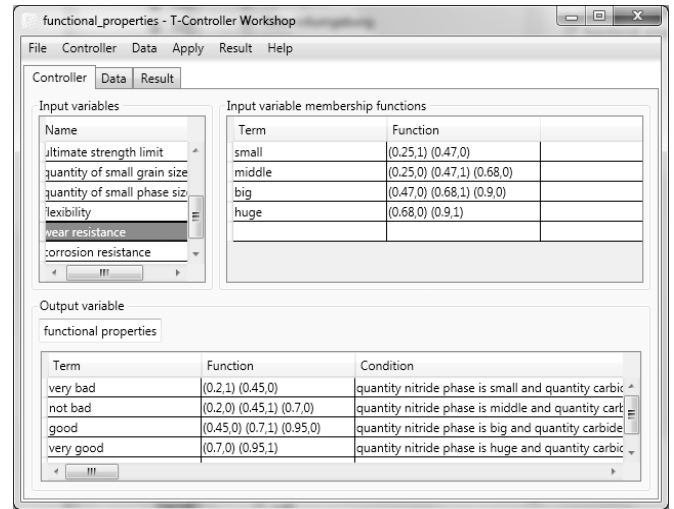 functional_properties - T-Controller Workshop
File Controller Data Apply Result Help
Controller Data Result
Input variables
Name
ultimate strength limit
quantity of small grain size
quantity of small phase siz
flexibility
wear resistance
corrosion resistance
Input variable membership functions
Term Function
small (0.25,1) (0.47,0)
middle (0.25,0) (0.47,1) (0.68,0)
big (0.47,0) (0.68,1) (0.9,0)
huge (0.68,0) (0.9,1)
Output variable
functional properties
Term Function Condition
very bad (0.2,1) (0.45,0) quantity nitride phase is small and quantity carbic
not bad (0.2,0) (0.45,1) (0.7,0) quantity nitride phase is middle and quantity cart
good (0.45,0) (0.7,1) (0.95,0) quantity nitride phase is big and quantity carbide
very good (0.7,0) (0.95,1) quantity nitride phase is huge and quantity carbic